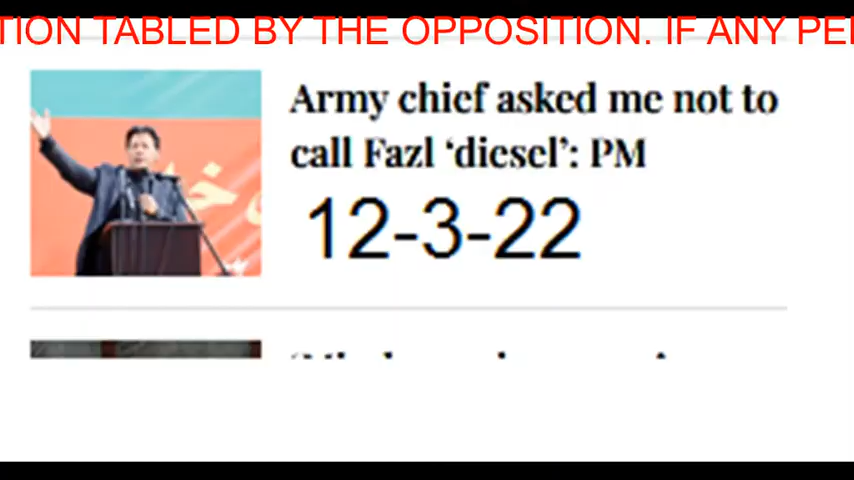 TION TABLED BY THE OPPOSITION. IF ANY PE
Army chief asked me not to
call Fazl ‘diesel’: PM
12-3-22